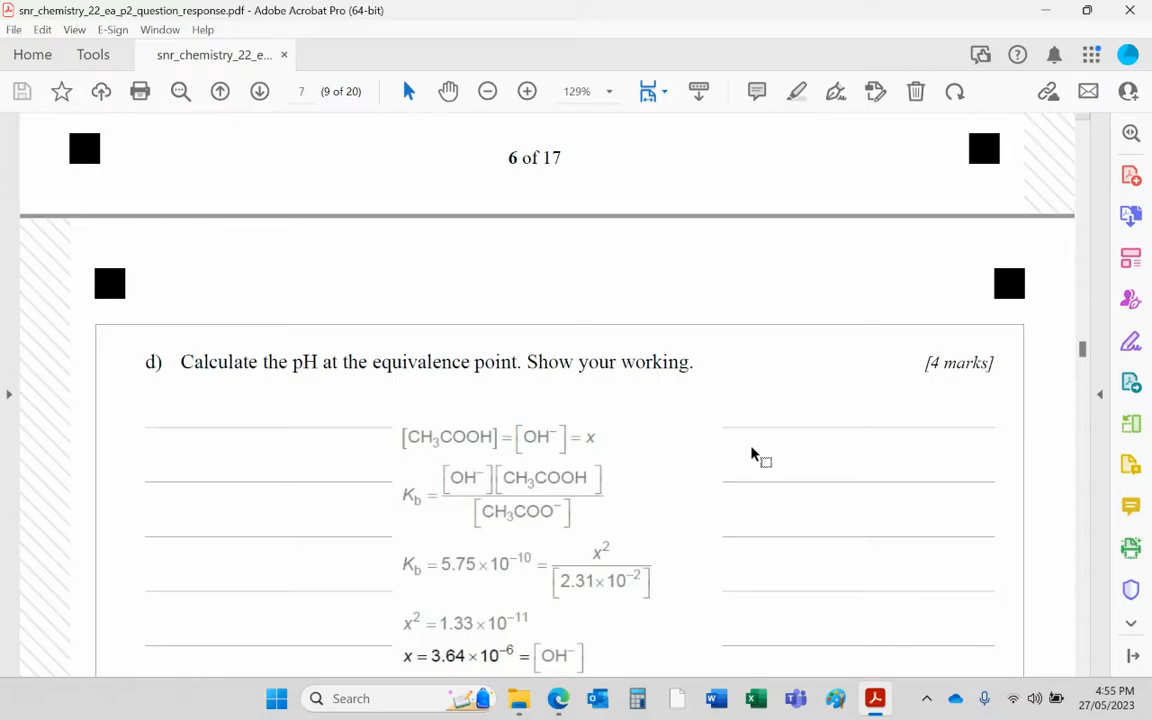 snr_chemistry_22_ea_p2_question_response.pdf - Adobe Acrobat Pro (64-bit)
File Edit View E-Sign Window Help
Home Tools snr_chemistry_22_e... ×
7 (9 of 20) 129%
6 of 17
d) Calculate the pH at the equivalence point. Show your working. [4 marks]
[CH₃COOH] = [OH⁻] = x
K_b = [OH⁻][CH₃COOH] / [CH₃COO⁻]
K_b = 5.75×10⁻¹⁰ = x² / [2.31×10⁻²]
x² = 1.33×10⁻¹¹
x = 3.64×10⁻⁶ = [OH⁻]
Search
4:55 PM
27/05/2023